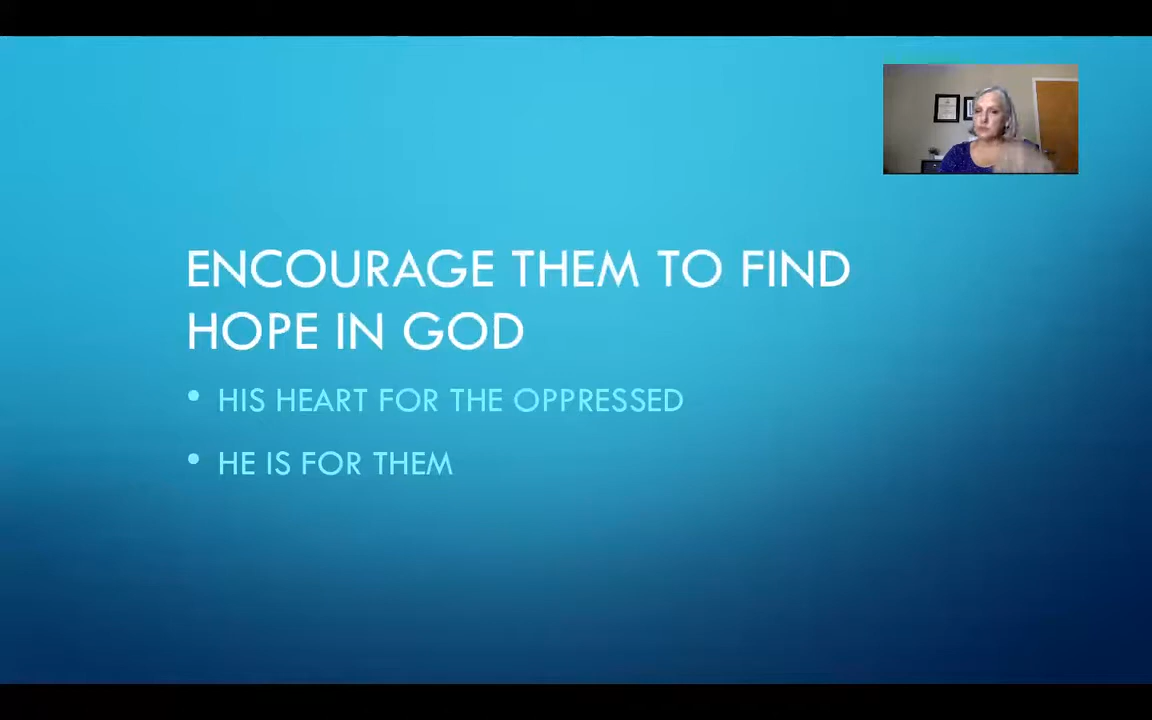 ENCOURAGE THEM TO FIND
HOPE IN GOD
• HIS HEART FOR THE OPPRESSED
• HE IS FOR THEM